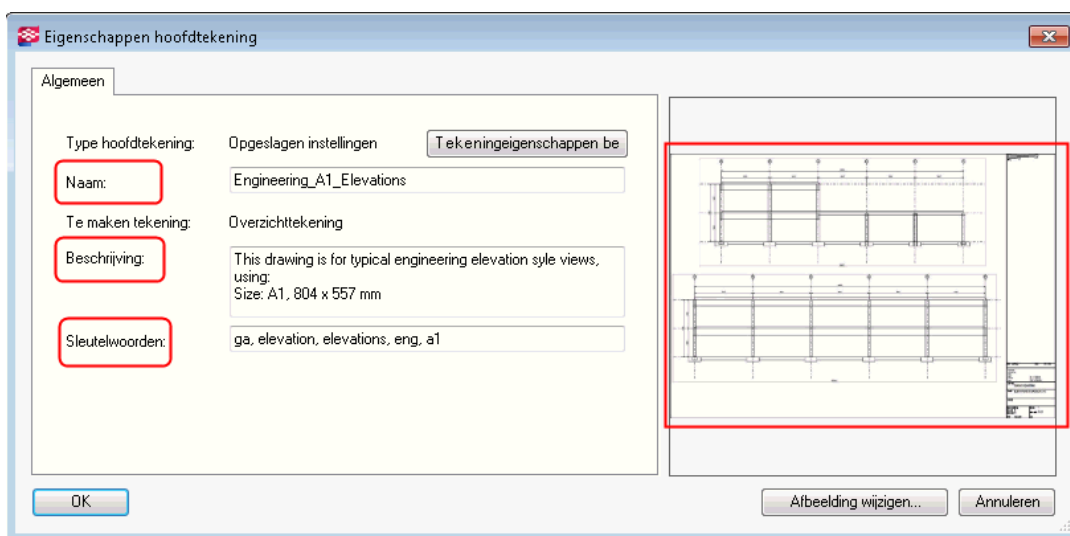 Eigenschappen hoofdtekening
Algemeen
Type hoofdtekening: Opgeslagen instellingen Tekeningeigenschappen be
Naam: Engineering_A1_Elevations
Te maken tekening: Overzichttekening
Beschrijving: This drawing is for typical engineering elevation syle views,
using:
Size: A1, 804 x 557 mm
Sleutelwoorden: ga, elevation, elevations, eng, a1
OK
Afbeelding wijzigen... Annuleren